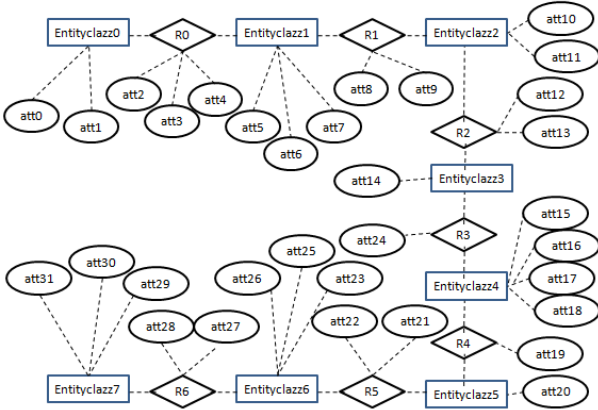 Entityclazz0
R0
Entityclazz1
R1
Entityclazz2
att10
att11
att0
att1
att2
att3
att4
att5
att6
att7
att8
att9
att12
R2
att13
att14
Entityclazz3
att24
R3
att15
att16
att17
att18
Entityclazz4
att31
att30
att29
att26
att25
att23
att28
att27
att22
att21
R4
att19
Entityclazz7
R6
Entityclazz6
R5
Entityclazz5
att20